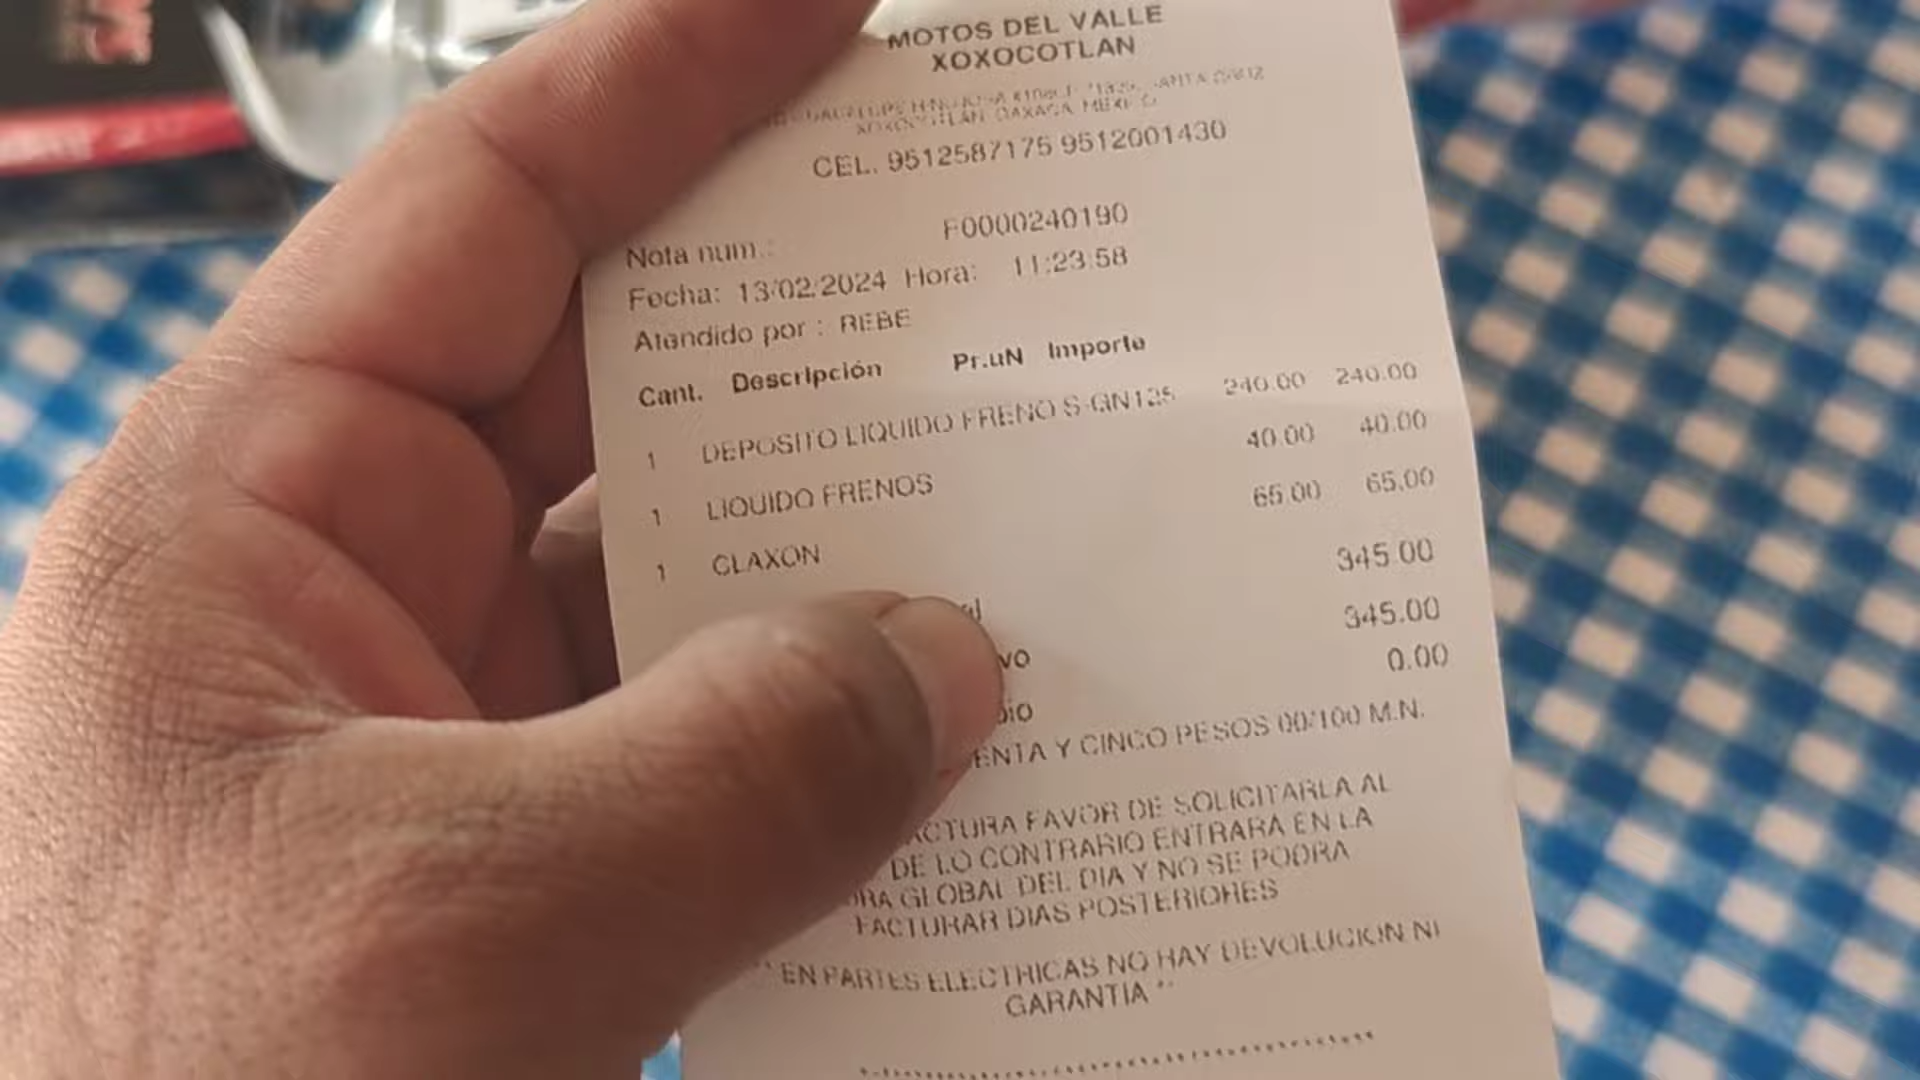 MOTOS DEL VALLE
XOXOCOTLAN
XOXOCOTLAN, OAXACA, MEXICO
CEL. 9512587175 9512001430
Nota num.: F0000240190
Fecha: 13/02/2024 Hora: 11:23:58
Atendido por : REBE
Cant. Descripción Pr.uN Importe
1 DEPOSITO LIQUIDO FRENO S-GN125 240.00 240.00
1 LIQUIDO FRENOS 40.00 40.00
1 CLAXON 65.00 65.00
345.00
vo 345.00
bio 0.00
ENTA Y CINCO PESOS 00/100 M.N.
ACTURA FAVOR DE SOLICITARLA AL
DE LO CONTRARIO ENTRARA EN LA
RA GLOBAL DEL DIA Y NO SE PODRA
FACTURAR DIAS POSTERIORES
** EN PARTES ELECTRICAS NO HAY DEVOLUCION NI
GARANTIA **